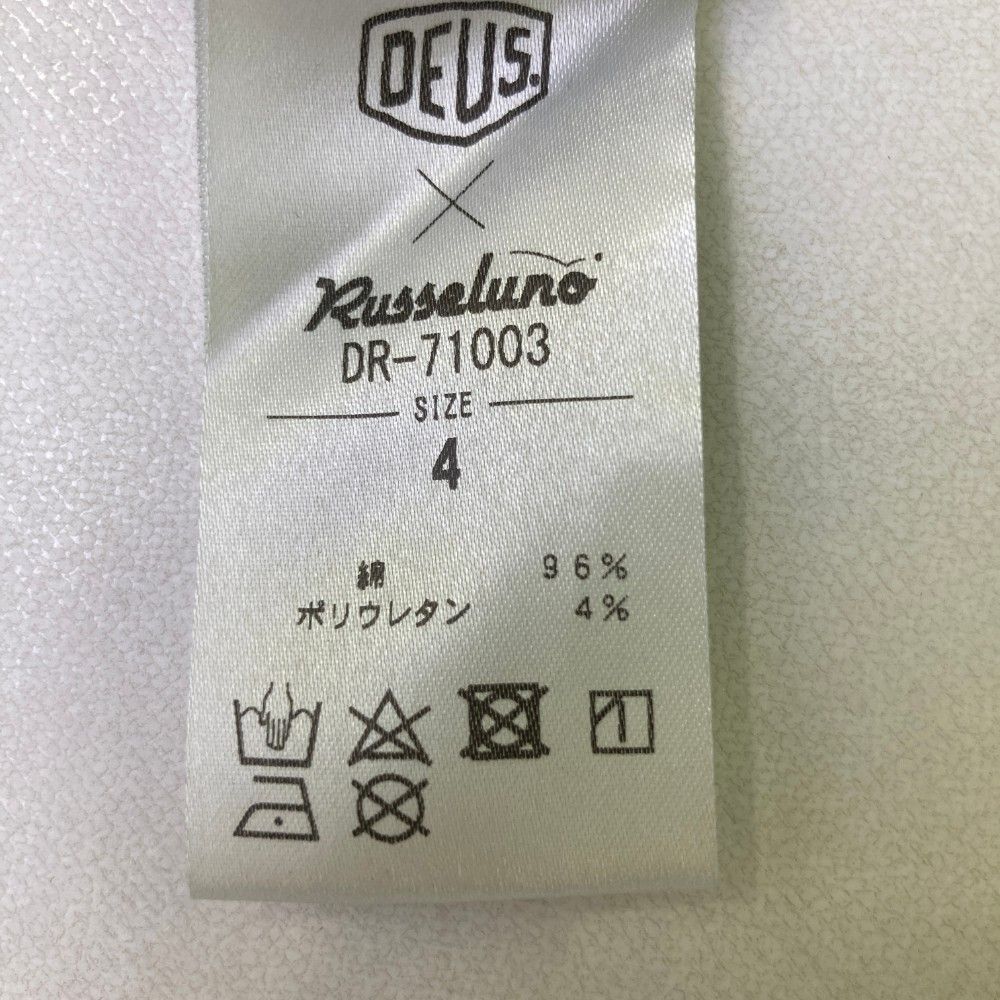 DEUS.
×
Russeluno
DR-71003
SIZE
4
綿 96%
ポリウレタン 4%